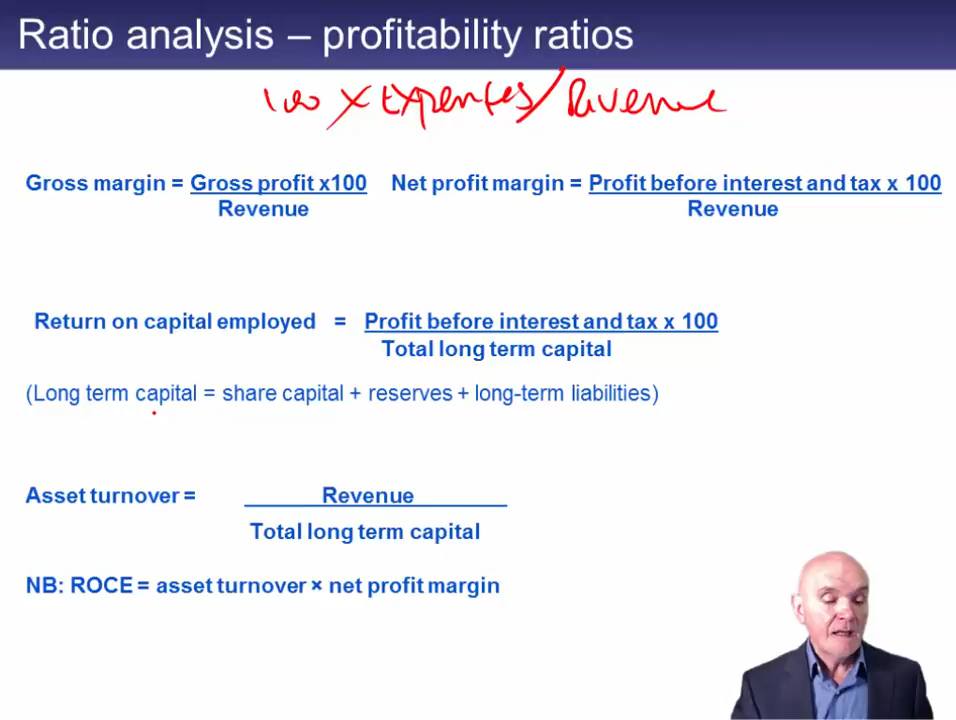 Ratio analysis – profitability ratios
100 x Expenses/Revenue
Gross margin = Gross profit x100 Net profit margin = Profit before interest and tax x 100
Revenue Revenue
Return on capital employed = Profit before interest and tax x 100
Total long term capital
(Long term capital = share capital + reserves + long-term liabilities)
Asset turnover = Revenue
Total long term capital
NB: ROCE = asset turnover × net profit margin